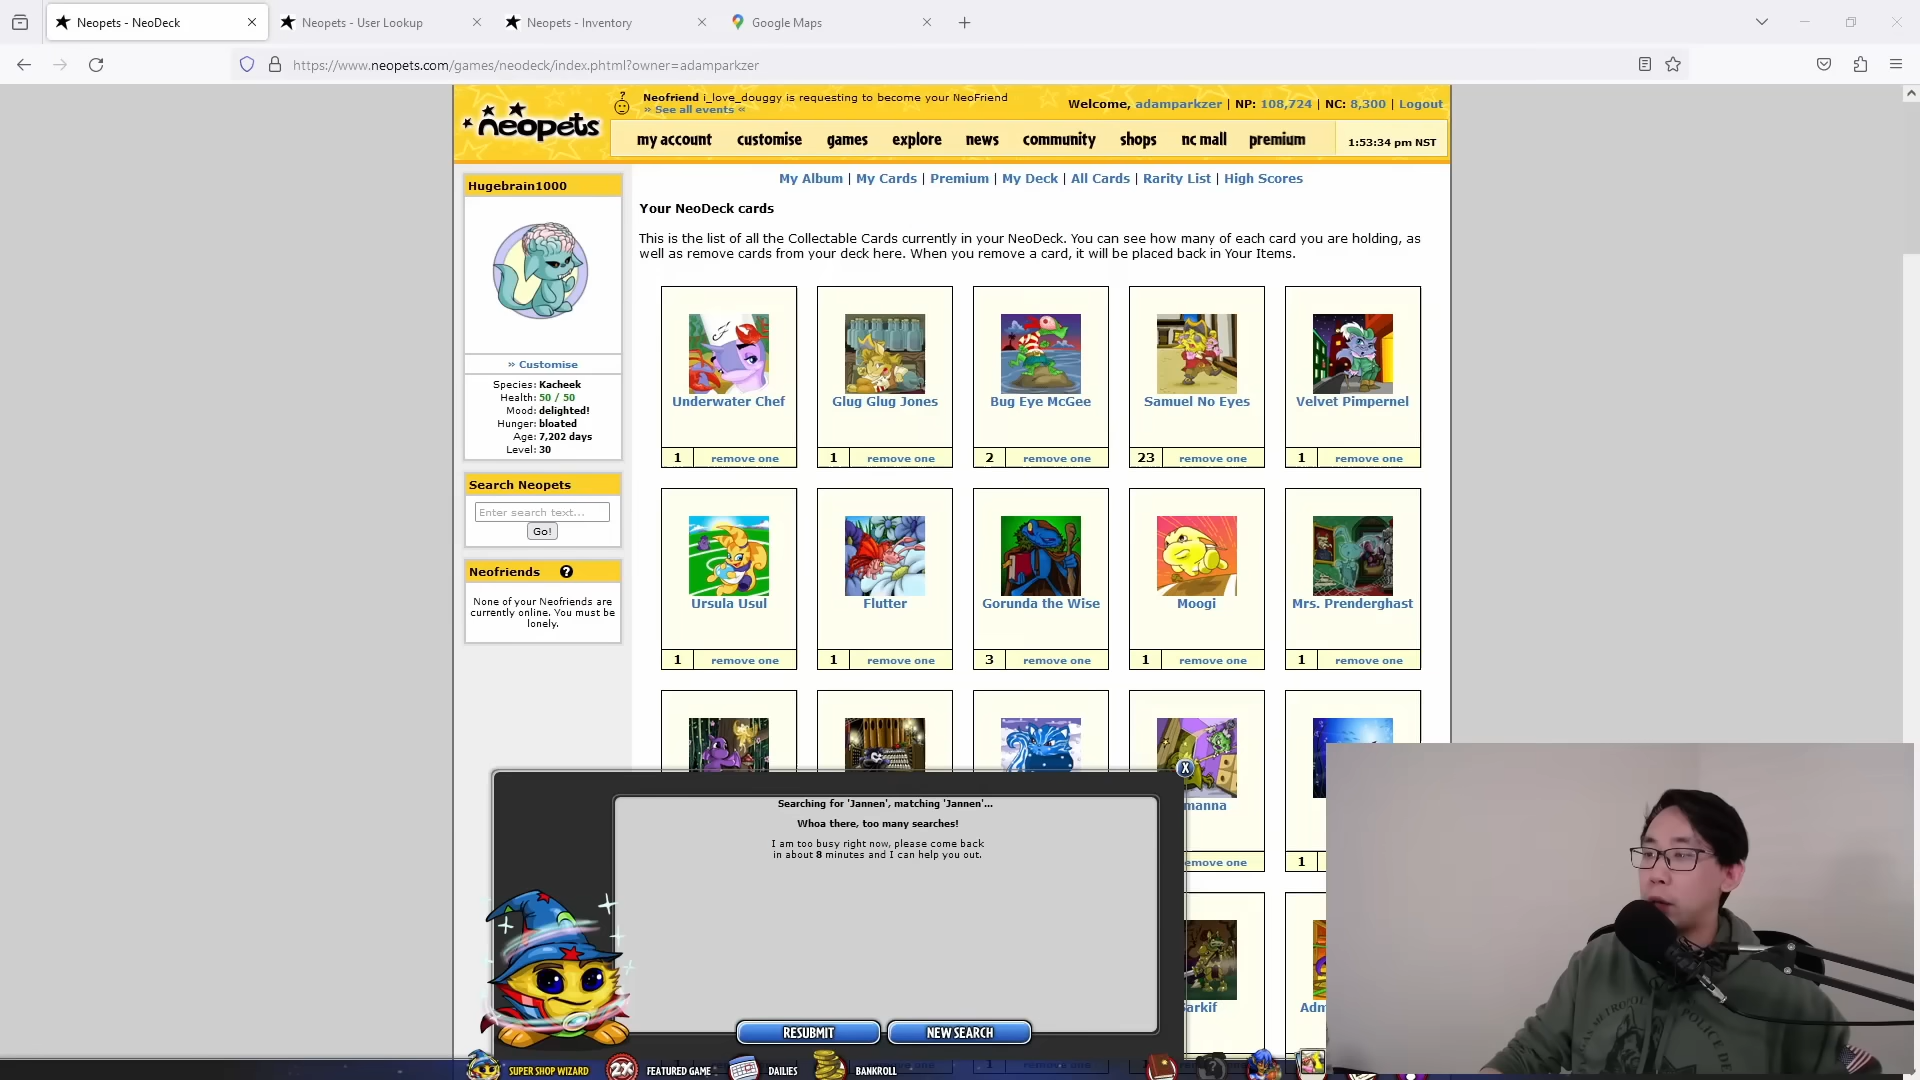 Neopets - NeoDeck
Neopets - User Lookup
Neopets - Inventory
Google Maps
https://www.neopets.com/games/neodeck/index.phtml?owner=adamparkzer
neopets
Neofriend i_love_douggy is requesting to become your NeoFriend
» See all events «
Welcome, adamparkzer | NP: 108,724 | NC: 8,300 | Logout
my account customise games explore news community shops nc mall premium
1:53:34 pm NST
Hugebrain1000
» Customise
Species: Kacheek
Health: 50 / 50
Mood: delighted!
Hunger: bloated
Age: 7,202 days
Level: 30
Search Neopets
Enter search text...
Go!
Neofriends ?
None of your Neofriends are
currently online. You must be
lonely.
My Album | My Cards | Premium | My Deck | All Cards | Rarity List | High Scores
Your NeoDeck cards
This is the list of all the Collectable Cards currently in your NeoDeck. You can see how many of each card you are holding, as
well as remove cards from your deck here. When you remove a card, it will be placed back in Your Items.
Underwater Chef
Glug Glug Jones
Bug Eye McGee
Samuel No Eyes
Velvet Pimpernel
1 remove one
1 remove one
2 remove one
23 remove one
1 remove one
Ursula Usul
Flutter
Gorunda the Wise
Moogi
Mrs. Prenderghast
1 remove one
1 remove one
3 remove one
1 remove one
1 remove one
manna
emove one
1
arkif
Adm
X
Searching for 'Jannen', matching 'Jannen'...
Whoa there, too many searches!
I am too busy right now, please come back
in about 8 minutes and I can help you out.
RESUBMIT
NEW SEARCH
SUPER SHOP WIZARD
2X
FEATURED GAME
DAILIES
BANKROLL